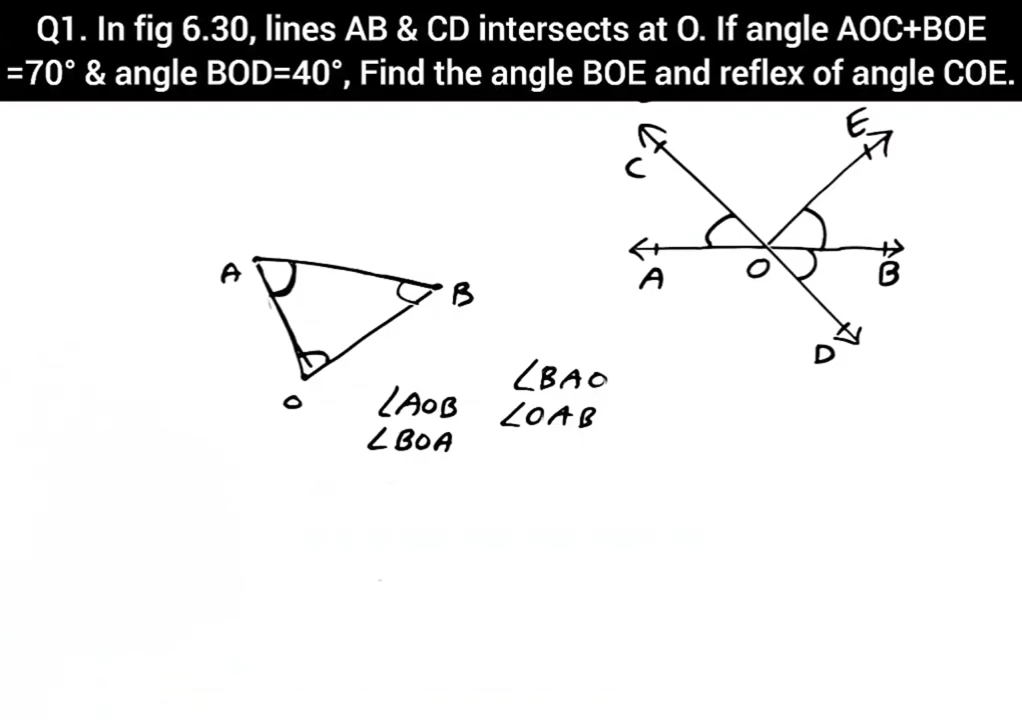 Q1. In fig 6.30, lines AB & CD intersects at O. If angle AOC+BOE
=70° & angle BOD=40°, Find the angle BOE and reflex of angle COE.
E
C
A
O
B
D
A
B
O
∠AOB
∠BOA
∠BAO
∠OAB